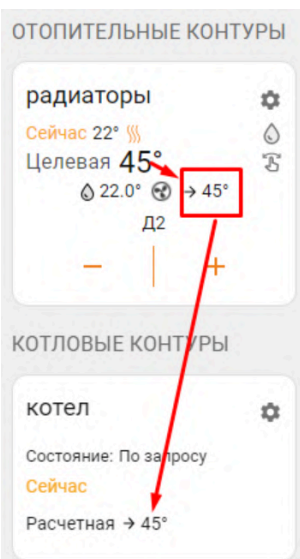 ОТОПИТЕЛЬНЫЕ КОНТУРЫ
радиаторы
Сейчас 22°
Целевая 45°
22.0° → 45°
Д2
− +
КОТЛОВЫЕ КОНТУРЫ
котел
Состояние: По запросу
Сейчас
Расчетная → 45°